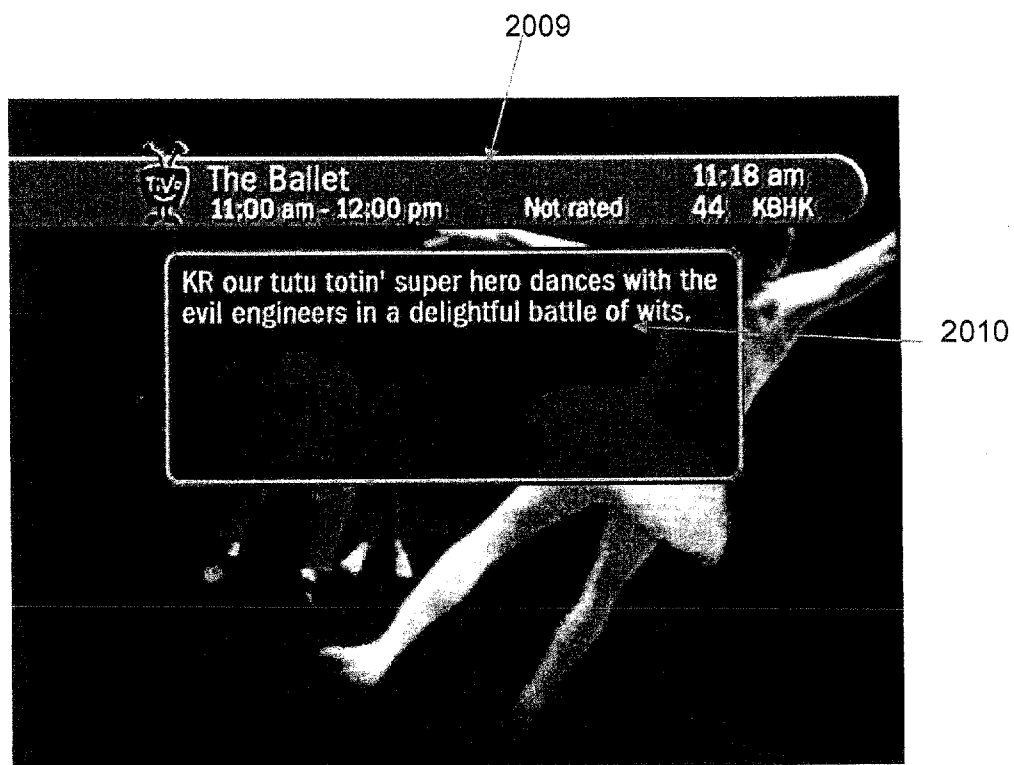 2009
TiVo
The Ballet
11:18 am
11:00 am - 12:00 pm
Not rated
44 KBHK
KR our tutu totin' super hero dances with the
evil engineers in a delightful battle of wits.
2010